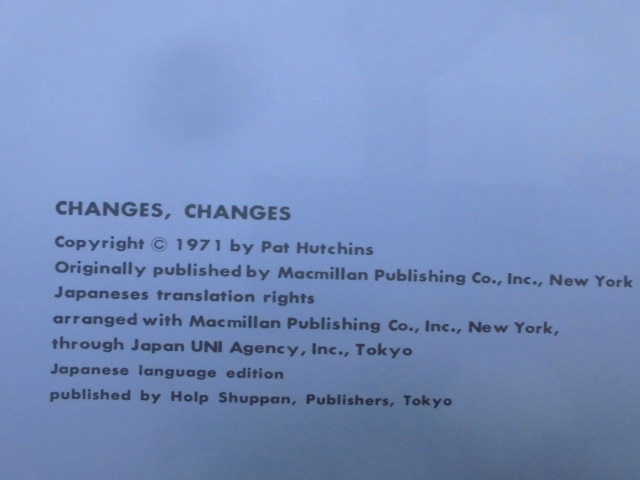 CHANGES, CHANGES
Copyright © 1971 by Pat Hutchins
Originally published by Macmillan Publishing Co., Inc., New York
Japaneses translation rights
arranged with Macmillan Publishing Co., Inc., New York,
through Japan UNI Agency, Inc., Tokyo
Japanese language edition
published by Holp Shuppan, Publishers, Tokyo